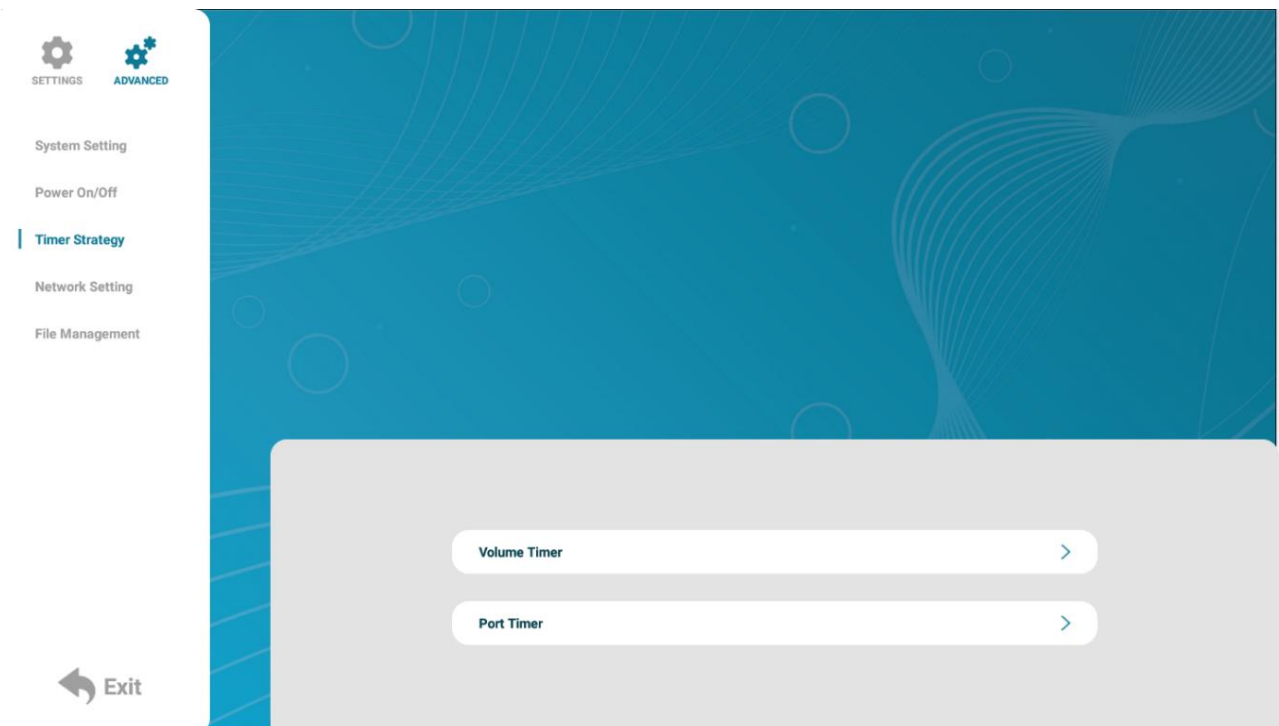 SETTINGS ADVANCED
System Setting
Power On/Off
Timer Strategy
Network Setting
File Management
Volume Timer
Port Timer
Exit